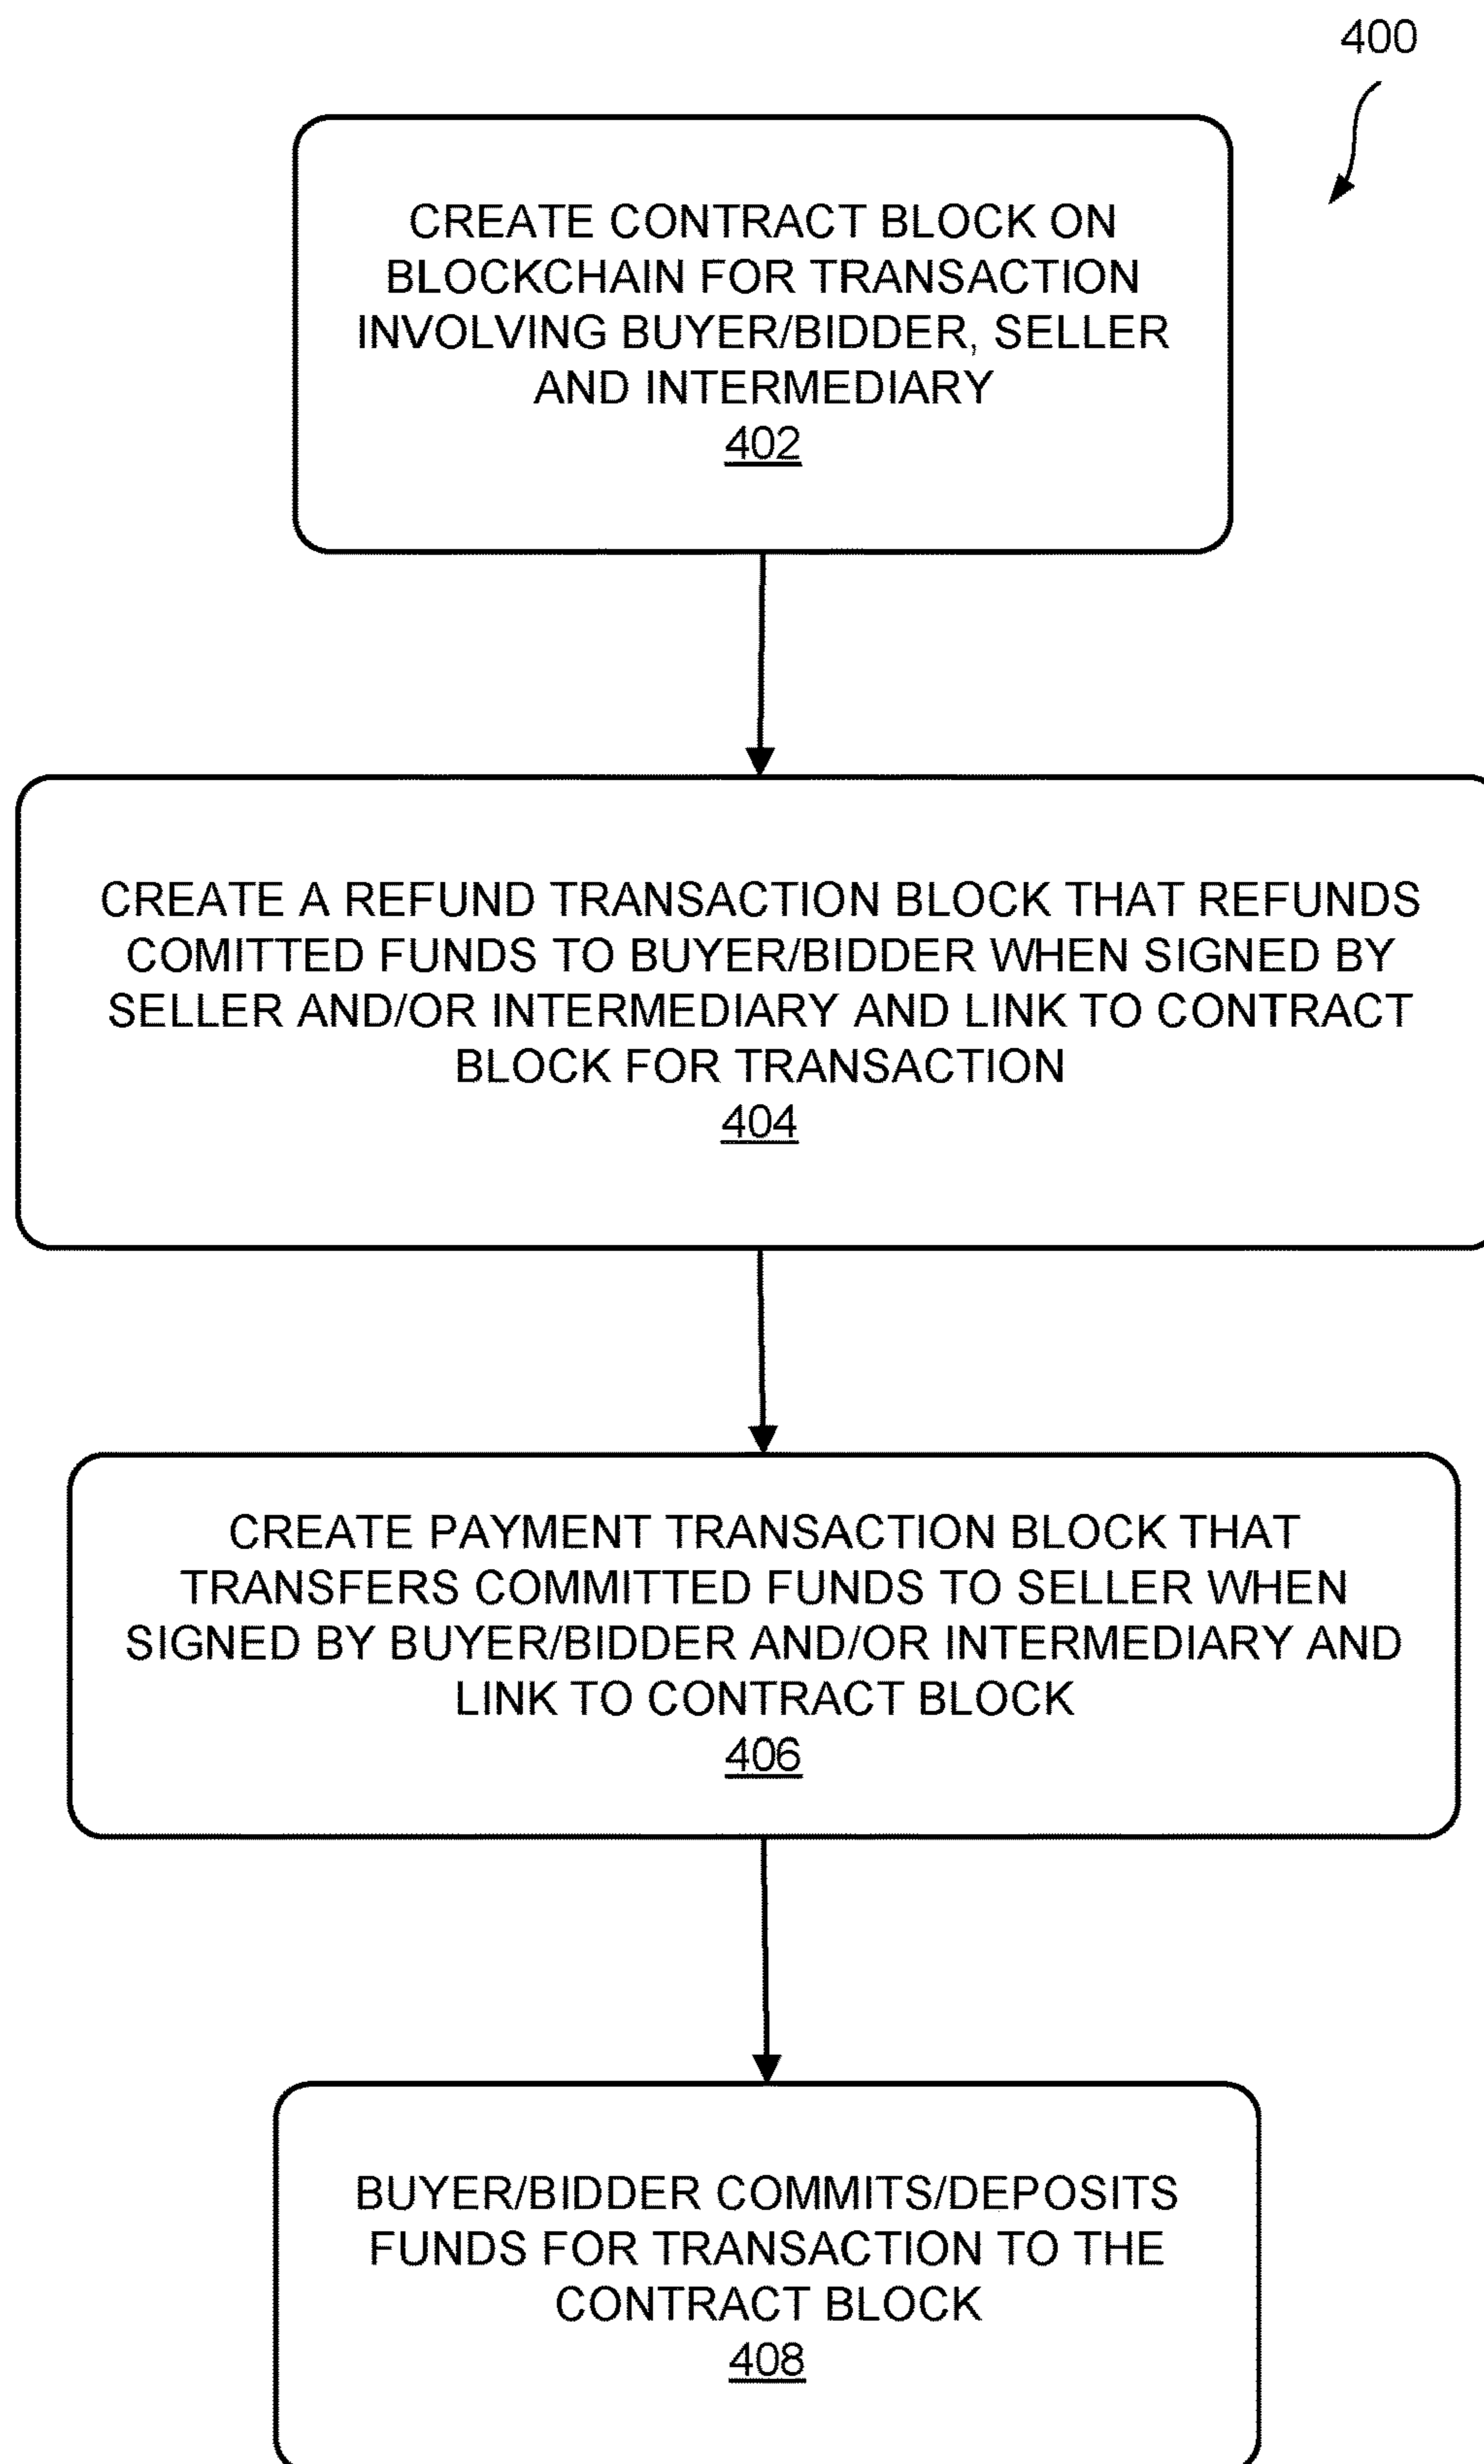 400
CREATE CONTRACT BLOCK ON
BLOCKCHAIN FOR TRANSACTION
INVOLVING BUYER/BIDDER, SELLER
AND INTERMEDIARY
402
CREATE A REFUND TRANSACTION BLOCK THAT REFUNDS
COMITTED FUNDS TO BUYER/BIDDER WHEN SIGNED BY
SELLER AND/OR INTERMEDIARY AND LINK TO CONTRACT
BLOCK FOR TRANSACTION
404
CREATE PAYMENT TRANSACTION BLOCK THAT
TRANSFERS COMMITTED FUNDS TO SELLER WHEN
SIGNED BY BUYER/BIDDER AND/OR INTERMEDIARY AND
LINK TO CONTRACT BLOCK
406
BUYER/BIDDER COMMITS/DEPOSITS
FUNDS FOR TRANSACTION TO THE
CONTRACT BLOCK
408